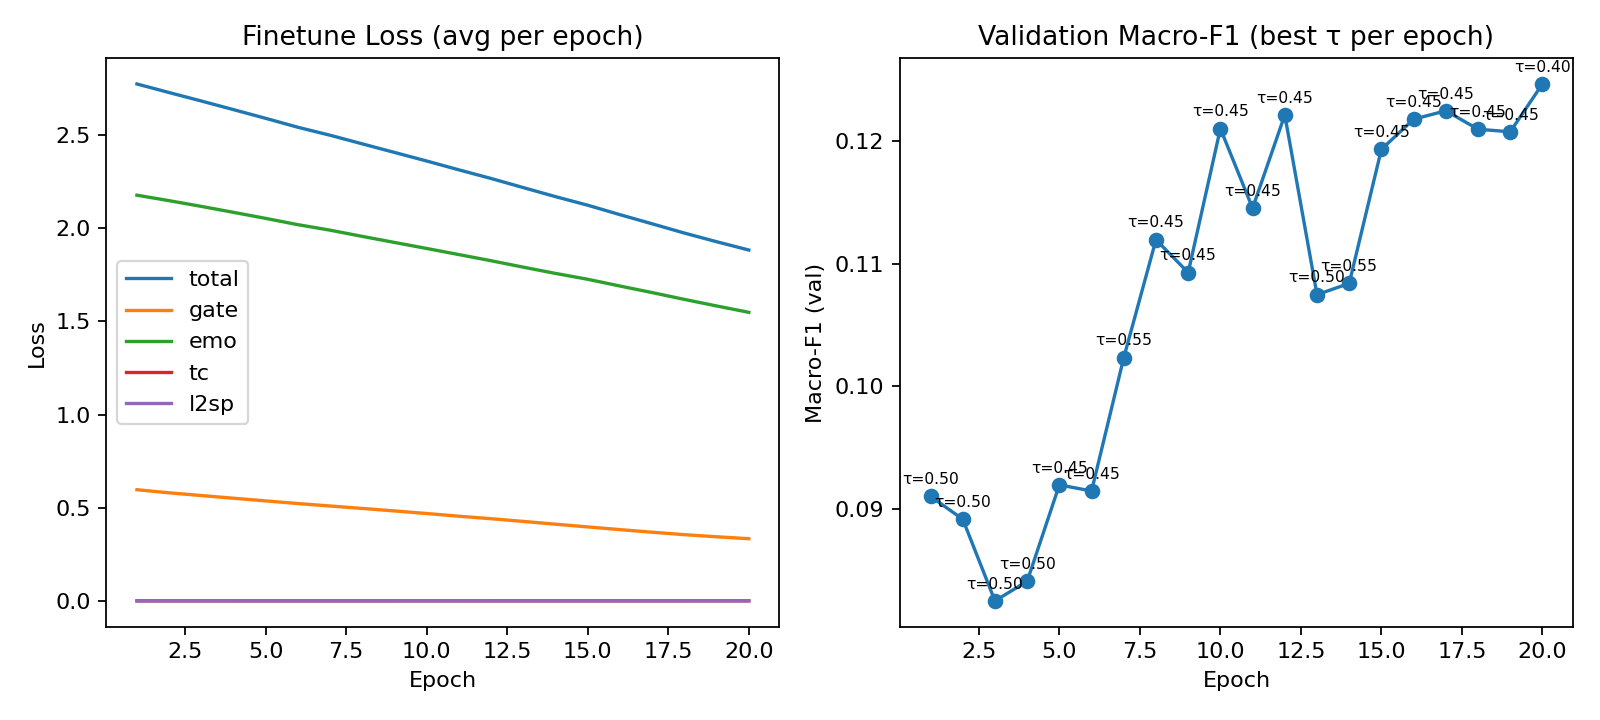 Finetune Loss (avg per epoch)
Loss
2.5
2.0
1.5
1.0
0.5
0.0
total
gate
emo
tc
l2sp
2.5 5.0 7.5 10.0 12.5 15.0 17.5 20.0
Epoch
Validation Macro-F1 (best τ per epoch)
Macro-F1 (val)
0.12
0.11
0.10
0.09
τ=0.50
τ=0.50
τ=0.50
τ=0.50
τ=0.45
τ=0.45
τ=0.55
τ=0.45
τ=0.45
τ=0.45
τ=0.45
τ=0.45
τ=0.50
τ=0.55
τ=0.45
τ=0.45
τ=0.45
τ=0.45
τ=0.45
τ=0.40
2.5 5.0 7.5 10.0 12.5 15.0 17.5 20.0
Epoch